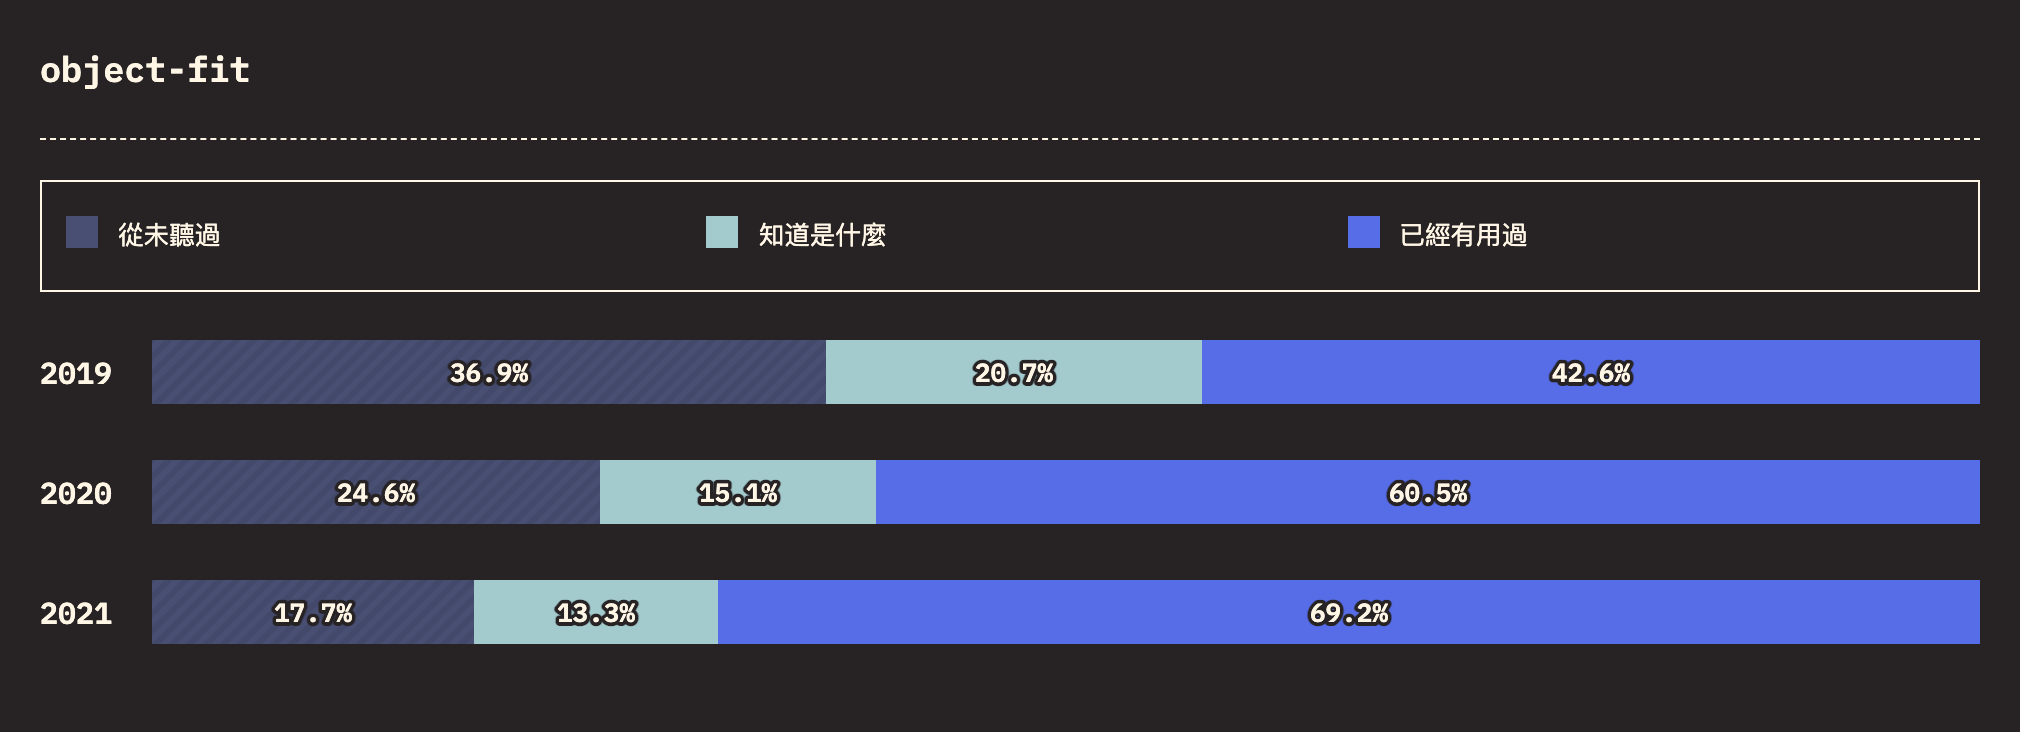 object-fit
從未聽過 知道是什麼 已經有用過
2019 36.9% 20.7% 42.6%
2020 24.6% 15.1% 60.5%
2021 17.7% 13.3% 69.2%